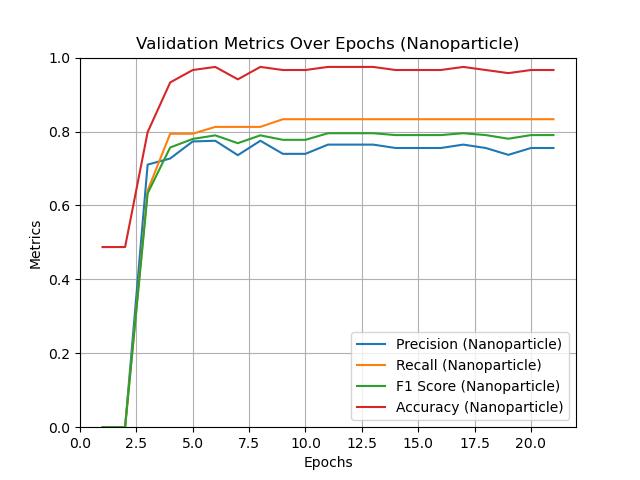 Validation Metrics Over Epochs (Nanoparticle)
1.0
0.8
0.6
0.4
0.2
0.0
Metrics
0.0 2.5 5.0 7.5 10.0 12.5 15.0 17.5 20.0
Epochs
Precision (Nanoparticle)
Recall (Nanoparticle)
F1 Score (Nanoparticle)
Accuracy (Nanoparticle)